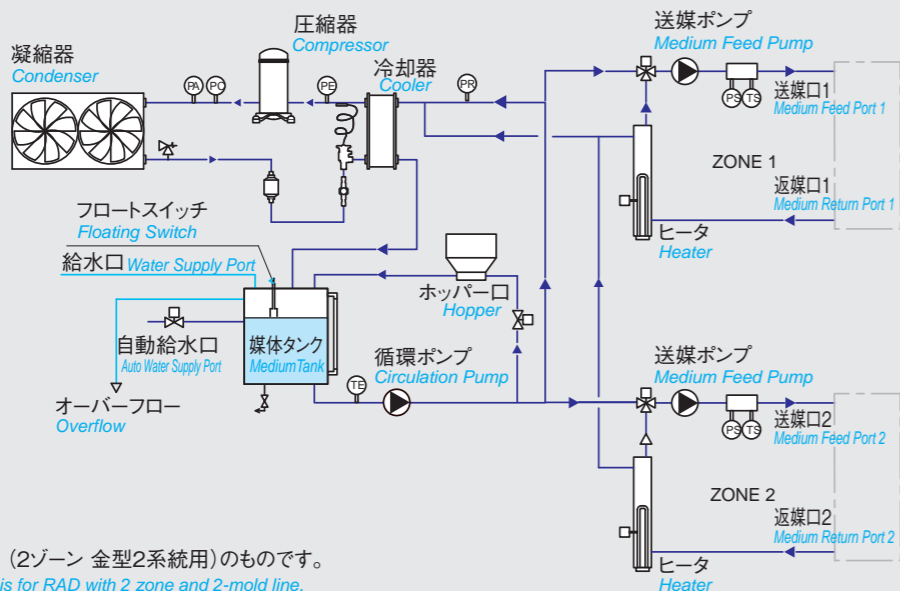 凝縮器
Condenser
圧縮器
Compressor
冷却器
Cooler
PA
PC
PE
PR
送媒ポンプ
Medium Feed Pump
PS
TS
送媒口1
Medium Feed Port 1
ZONE 1
返媒口1
Medium Return Port 1
ヒータ
Heater
フロートスイッチ
Floating Switch
給水口 Water Supply Port
自動給水口
Auto Water Supply Port
オーバーフロー
Overflow
媒体タンク
MediumTank
ホッパー口
Hopper
TE
循環ポンプ
Circulation Pump
送媒ポンプ
Medium Feed Pump
PS
TS
送媒口2
Medium Feed Port 2
ZONE 2
返媒口2
Medium Return Port 2
ヒータ
Heater
(2ゾーン 金型2系統用)のものです。
is for RAD with 2 zone and 2-mold line.